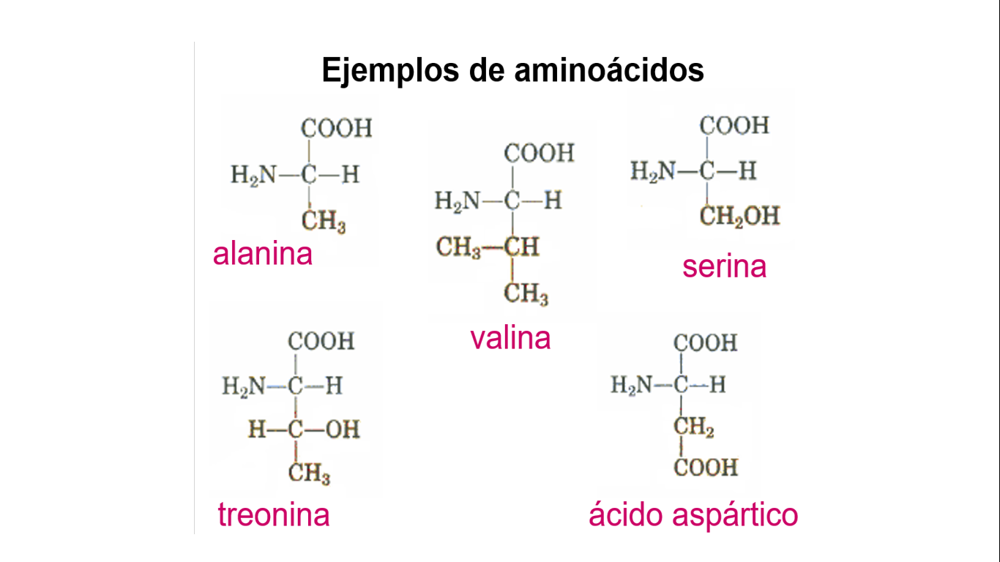 Ejemplos de aminoácidos
COOH
H₂N—C—H
CH₃
alanina
COOH
H₂N—C—H
CH₃—CH
CH₃
valina
COOH
H₂N—C—H
CH₂OH
serina
COOH
H₂N—C—H
H—C—OH
CH₃
treonina
COOH
H₂N—C—H
CH₂
COOH
ácido aspártico